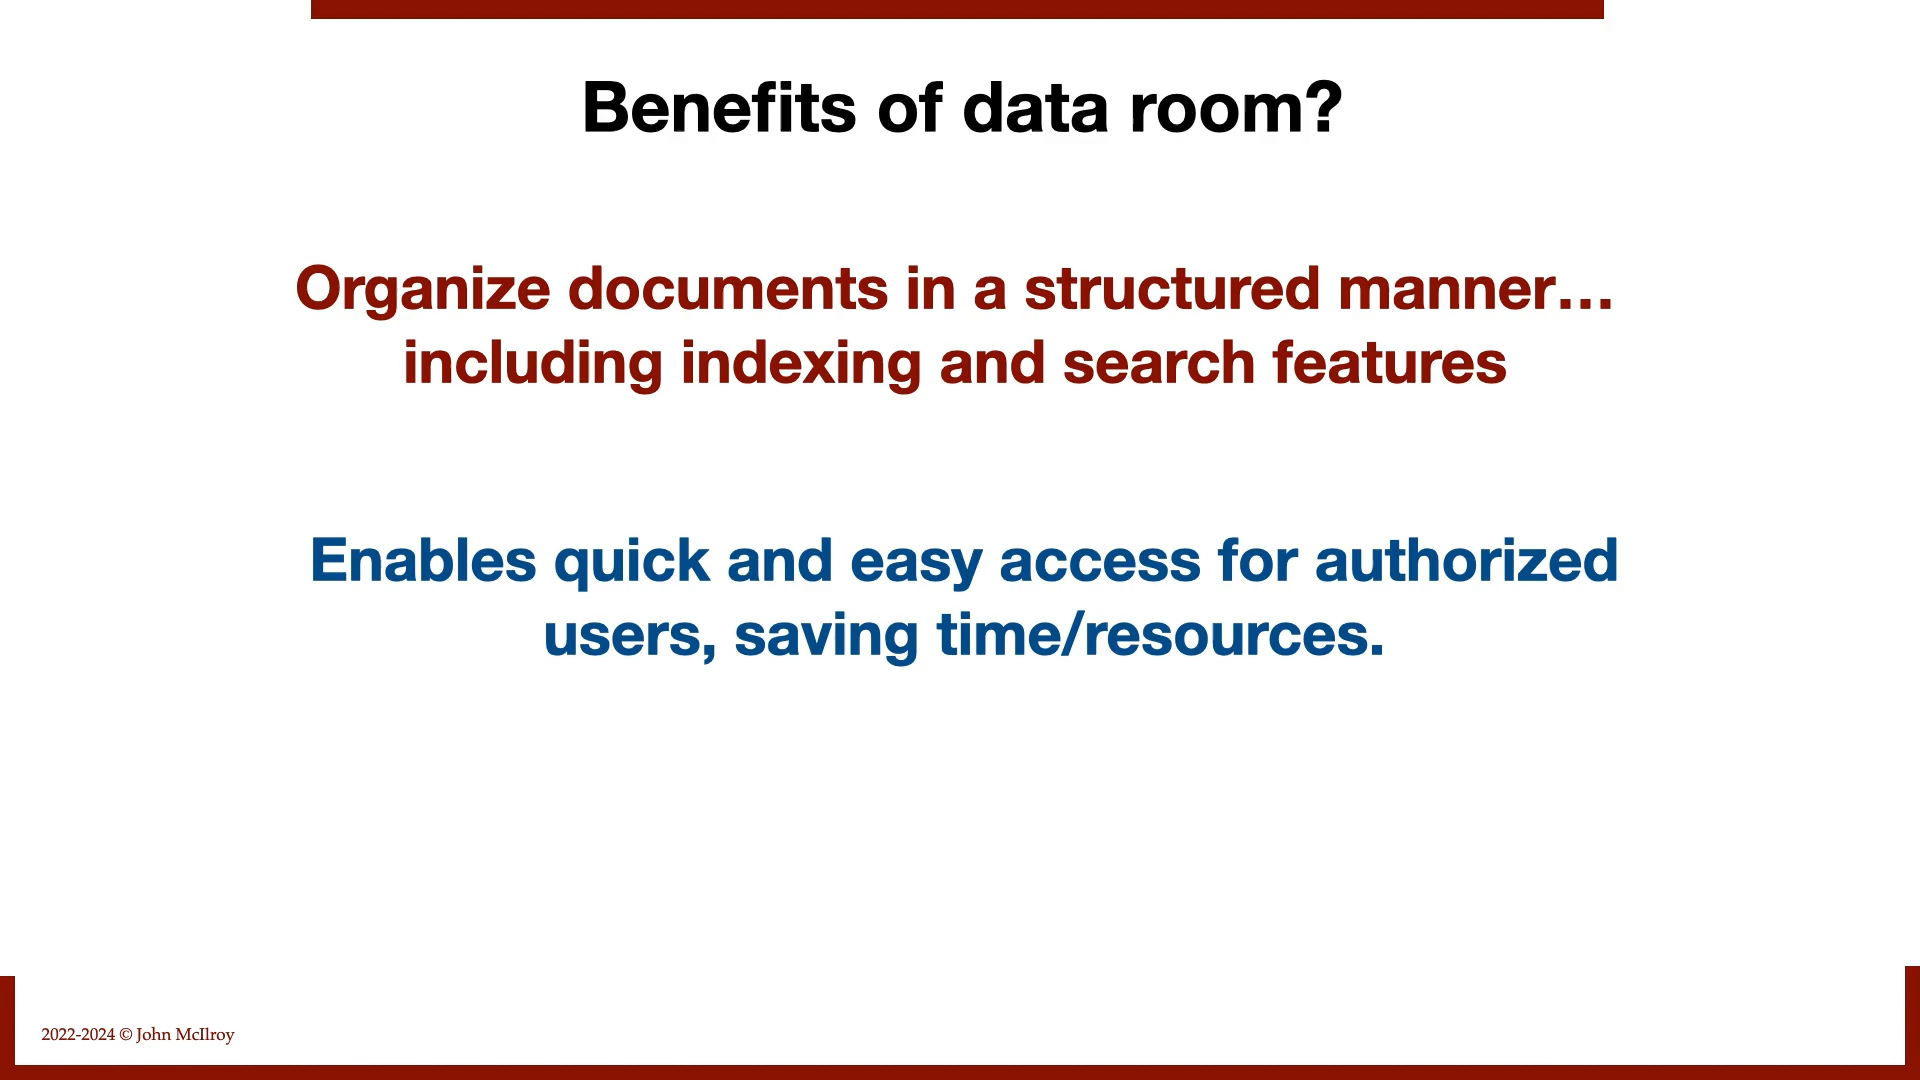 Benefits of data room?
Organize documents in a structured manner…
including indexing and search features
Enables quick and easy access for authorized
users, saving time/resources.
2022-2024 © John McIlroy